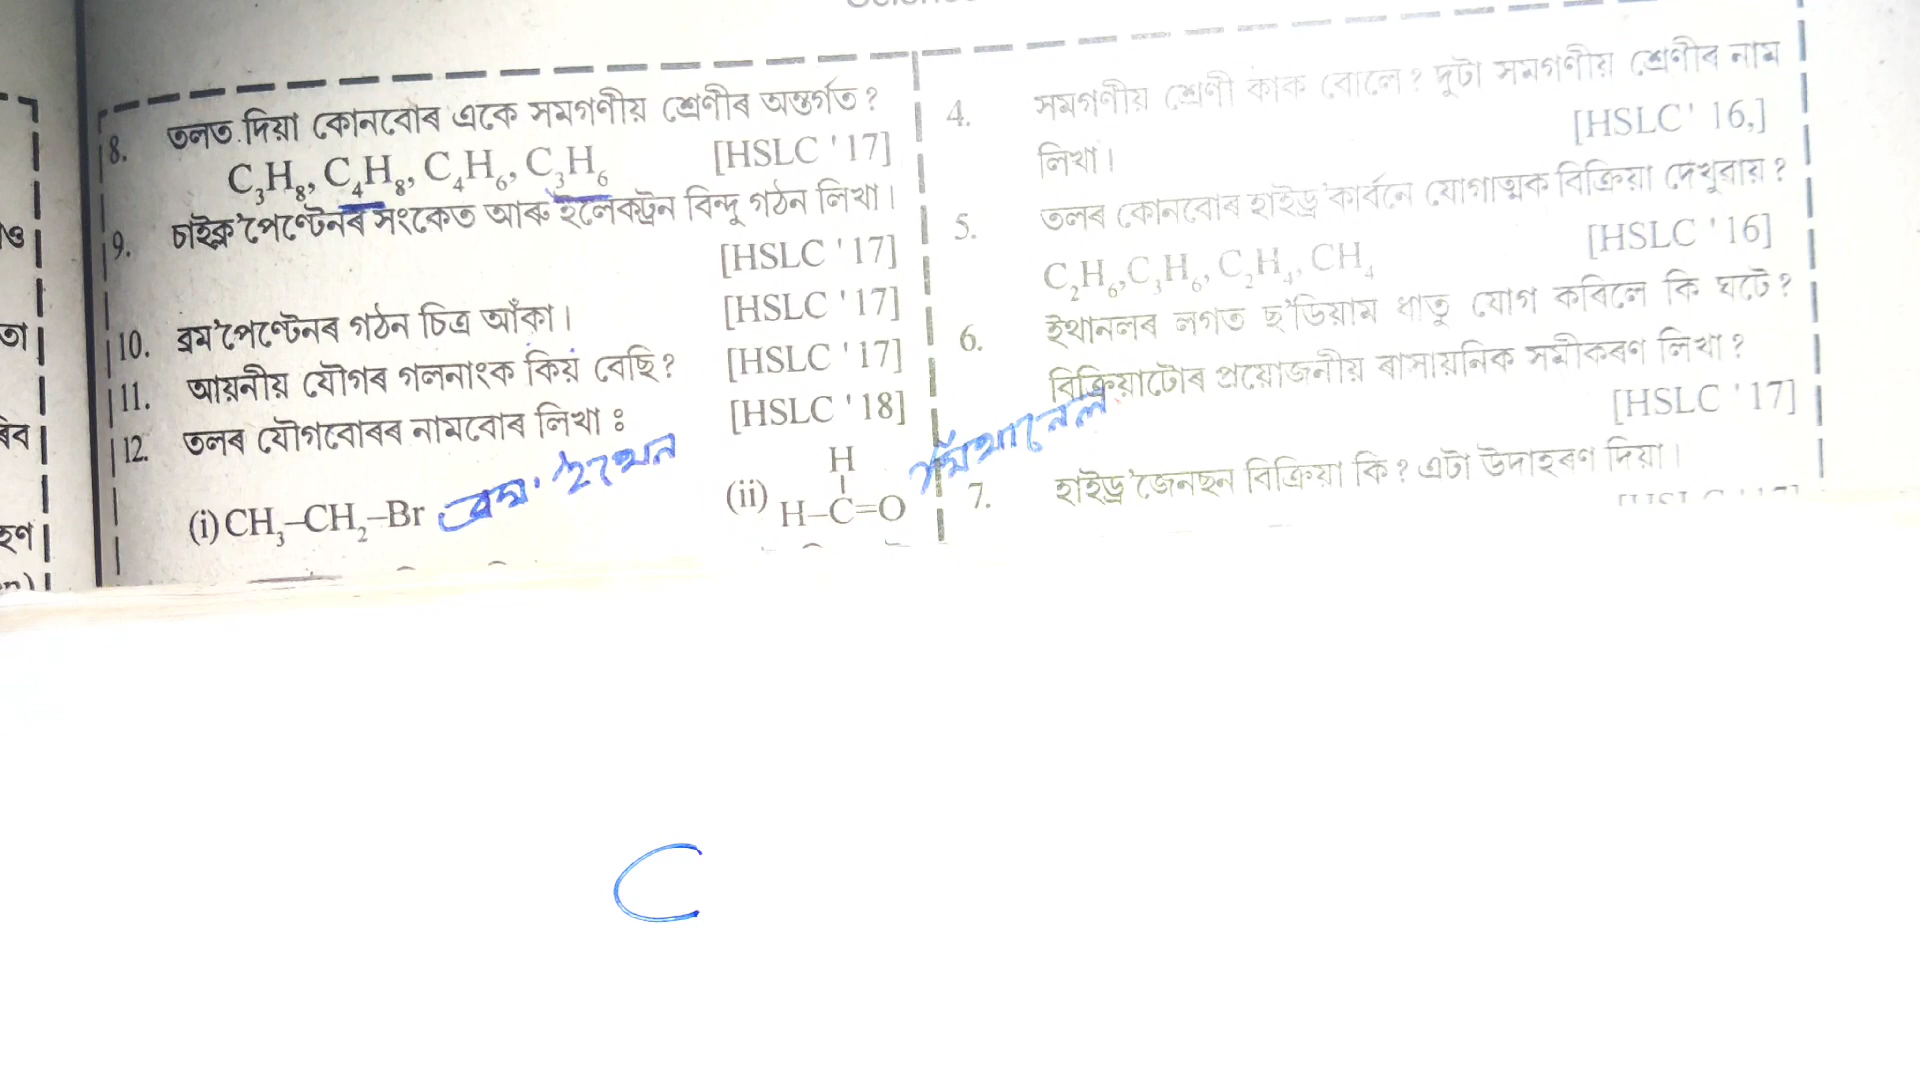 8. তলত দিয়া কোনবোৰ একে সমগণীয় শ্ৰেণীৰ অন্তৰ্গত?
C₃H₈, C₄H₈, C₄H₆, C₃H₆ [HSLC '17]
9. চাইক্ল'পেণ্টেনৰ সংকেত আৰু ইলেকট্ৰন বিন্দু গঠন লিখা।
[HSLC '17]
10. ব্ৰম'পেণ্টেনৰ গঠন চিত্ৰ আঁকা। [HSLC '17]
11. আয়নীয় যৌগৰ গলনাংক কিয় বেছি? [HSLC '17]
12. তলৰ যৌগবোৰৰ নামবোৰ লিখা ঃ [HSLC '18]
(i) CH₃–CH₂–Br ব্ৰম' ইথেন
(ii) H–C=O
H
4. সমগণীয় শ্ৰেণী কাক বোলে? দুটা সমগণীয় শ্ৰেণীৰ নাম
লিখা। [HSLC' 16,]
5. তলৰ কোনবোৰ হাইড্ৰ'কাৰ্বনে যোগাত্মক বিক্ৰিয়া দেখুৱায়?
C₂H₆, C₃H₆, C₂H₄, CH₄ [HSLC '16]
6. ইথানলৰ লগত ছ'ডিয়াম ধাতু যোগ কৰিলে কি ঘটে?
বিক্ৰিয়াটোৰ প্ৰয়োজনীয় ৰাসায়নিক সমীকৰণ লিখা?
[HSLC '17]
7. হাইড্ৰ'জেনছন বিক্ৰিয়া কি? এটা উদাহৰণ দিয়া।
C